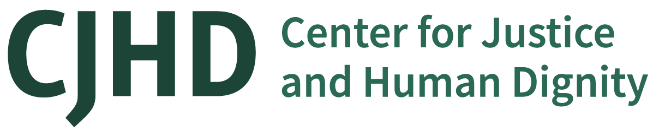 CJHD
Center for Justice
and Human Dignity